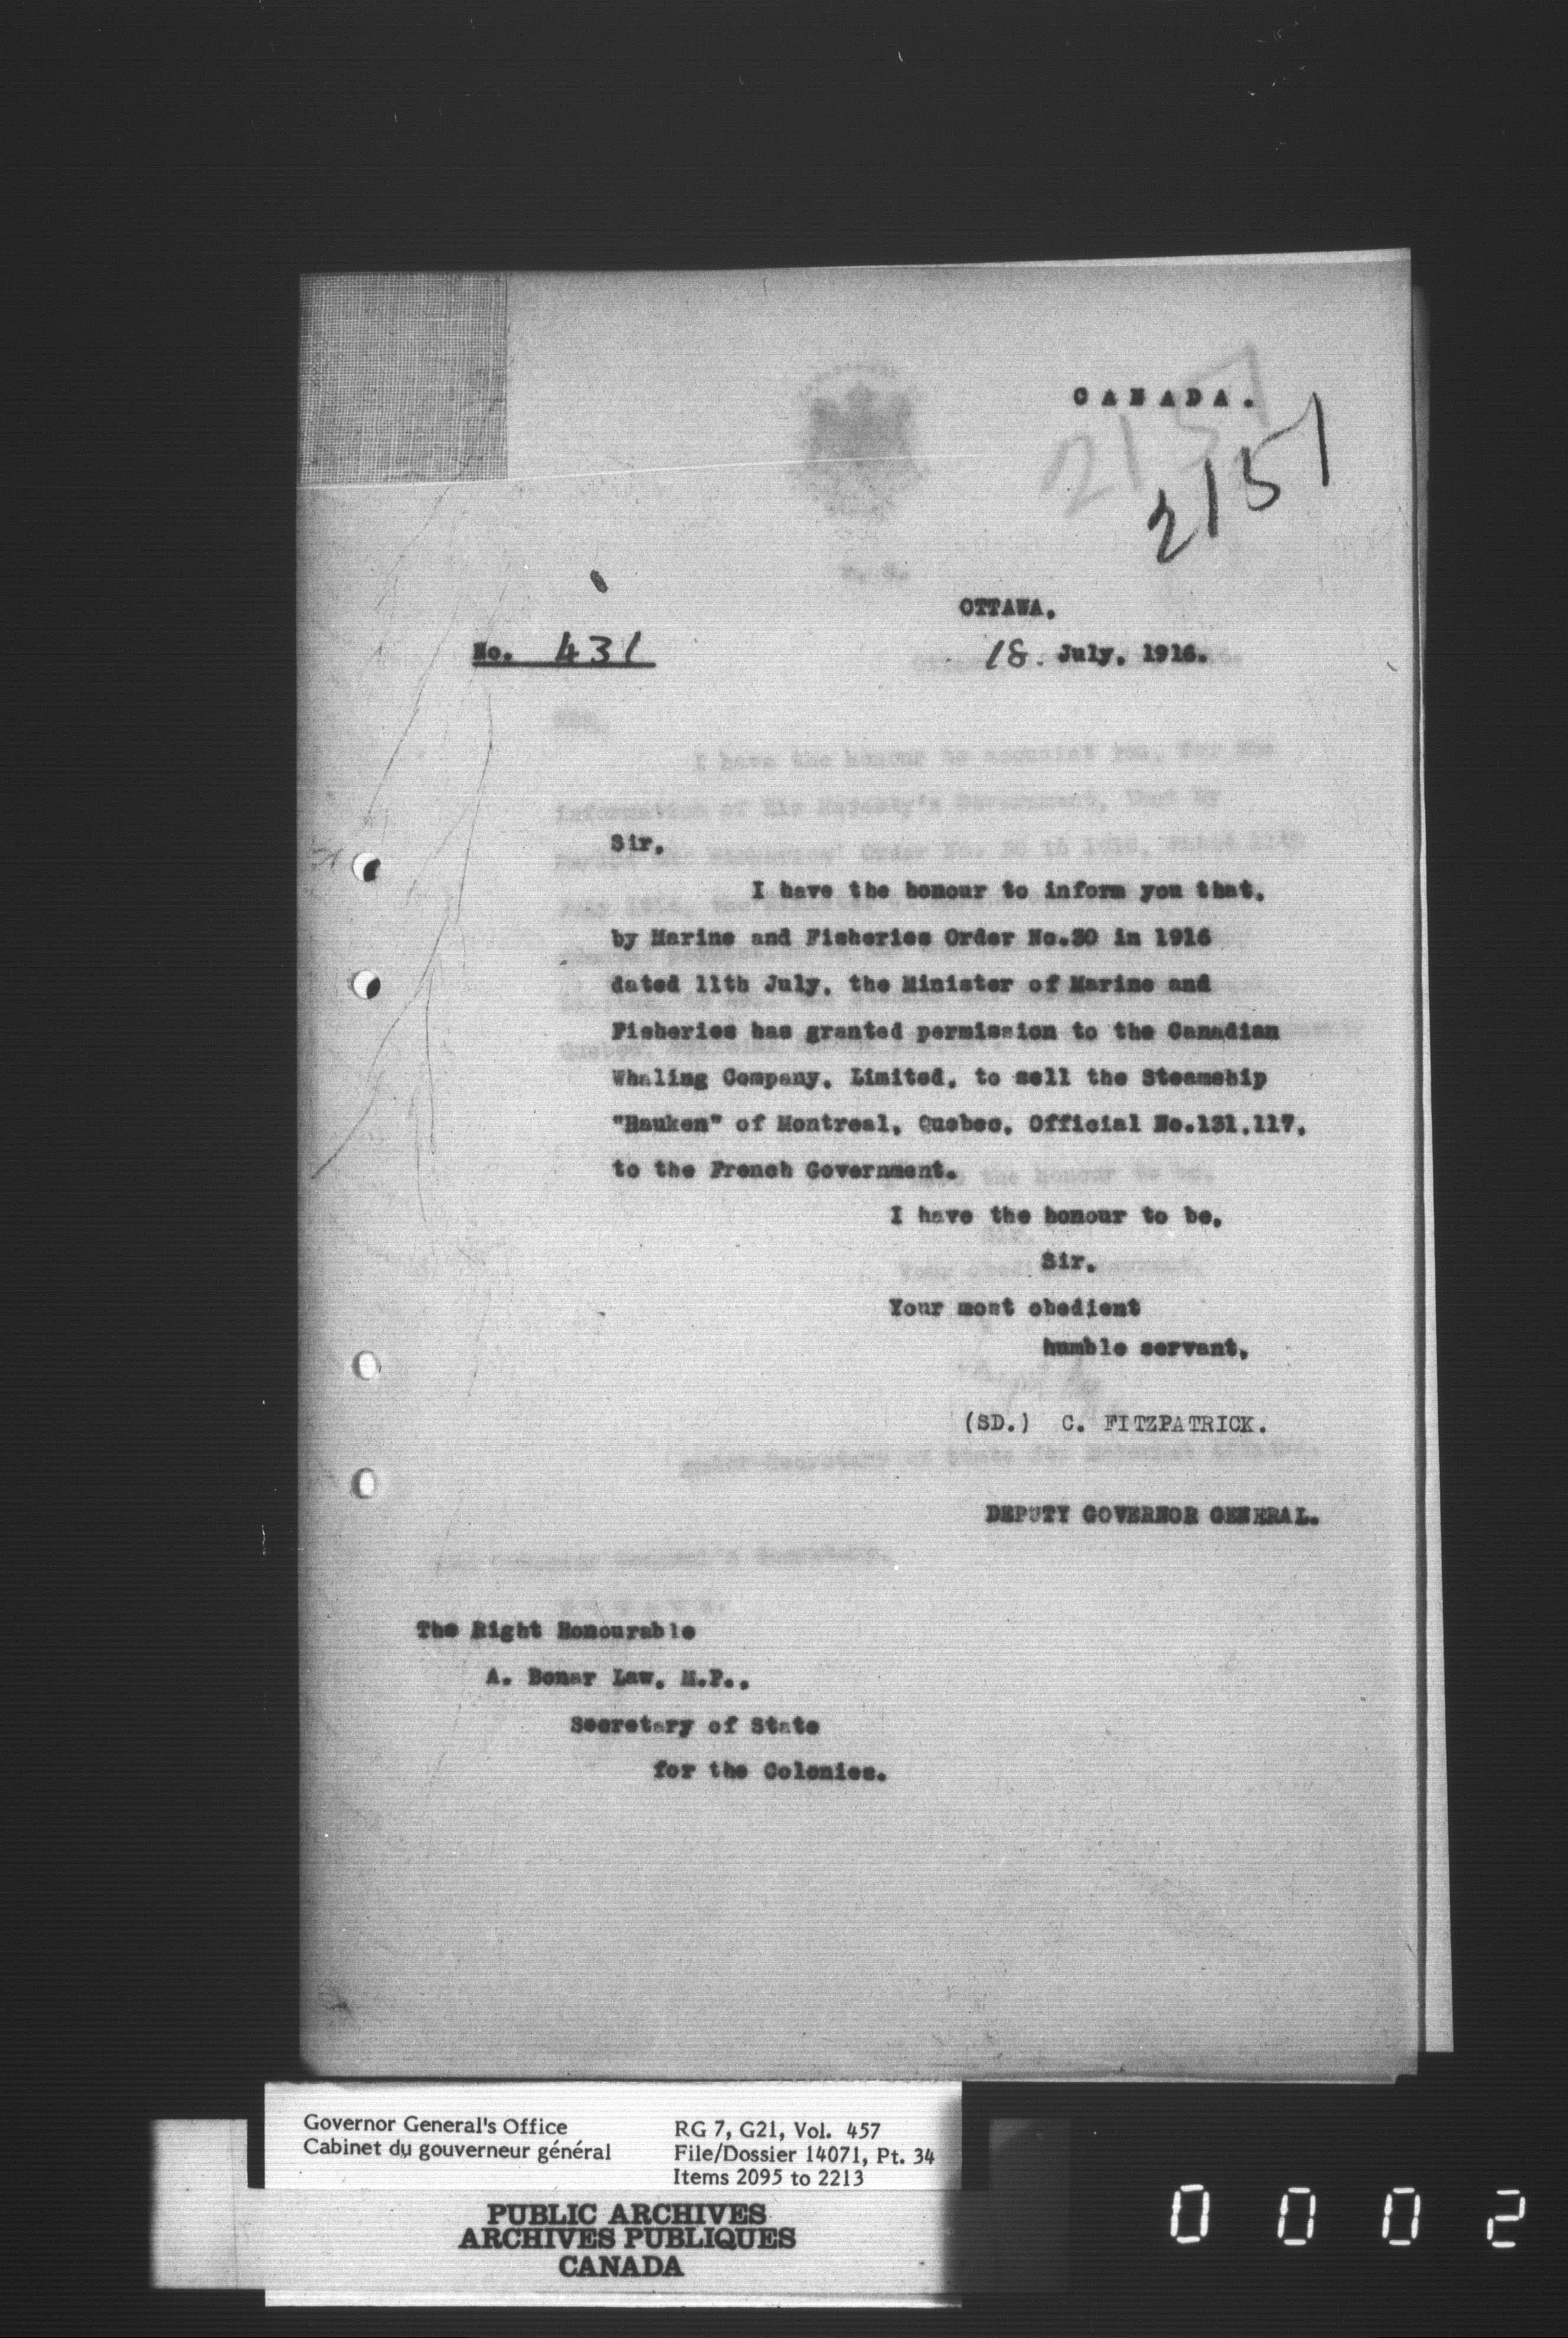 CANADA.
2151
2151
OTTAWA.
No. 431
18. July, 1916.
Sir,
I have the honour to inform you that,
by Marine and Fisheries Order No.30 in 1916
dated 11th July, the Minister of Marine and
Fisheries has granted permission to the Canadian
Whaling Company, Limited, to sell the Steamship
"Hauken" of Montreal, Quebec, Official No.131,117,
to the French Government.
I have the honour to be,
Sir,
Your most obedient
humble servant,
(SD.) C. FITZPATRICK.
DEPUTY GOVERNOR GENERAL.
The Right Honourable
A. Bonar Law, M.P.,
Secretary of State
for the Colonies.
Governor General's Office
Cabinet du gouverneur général
RG 7, G21, Vol. 457
File/Dossier 14071, Pt. 34
Items 2095 to 2213
PUBLIC ARCHIVES
ARCHIVES PUBLIQUES
CANADA
0002